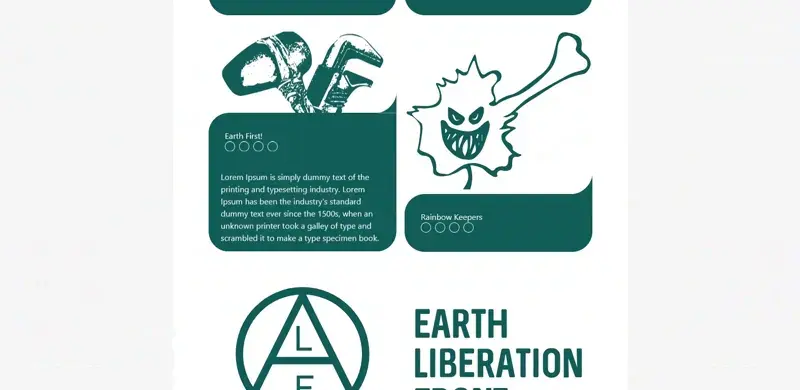 Earth First!
Lorem Ipsum is simply dummy text of the
printing and typesetting industry. Lorem
Ipsum has been the industry's standard
dummy text ever since the 1500s, when an
unknown printer took a galley of type and
scrambled it to make a type specimen book.
Rainbow Keepers
A
L
F
EARTH
LIBERATION
FRONT